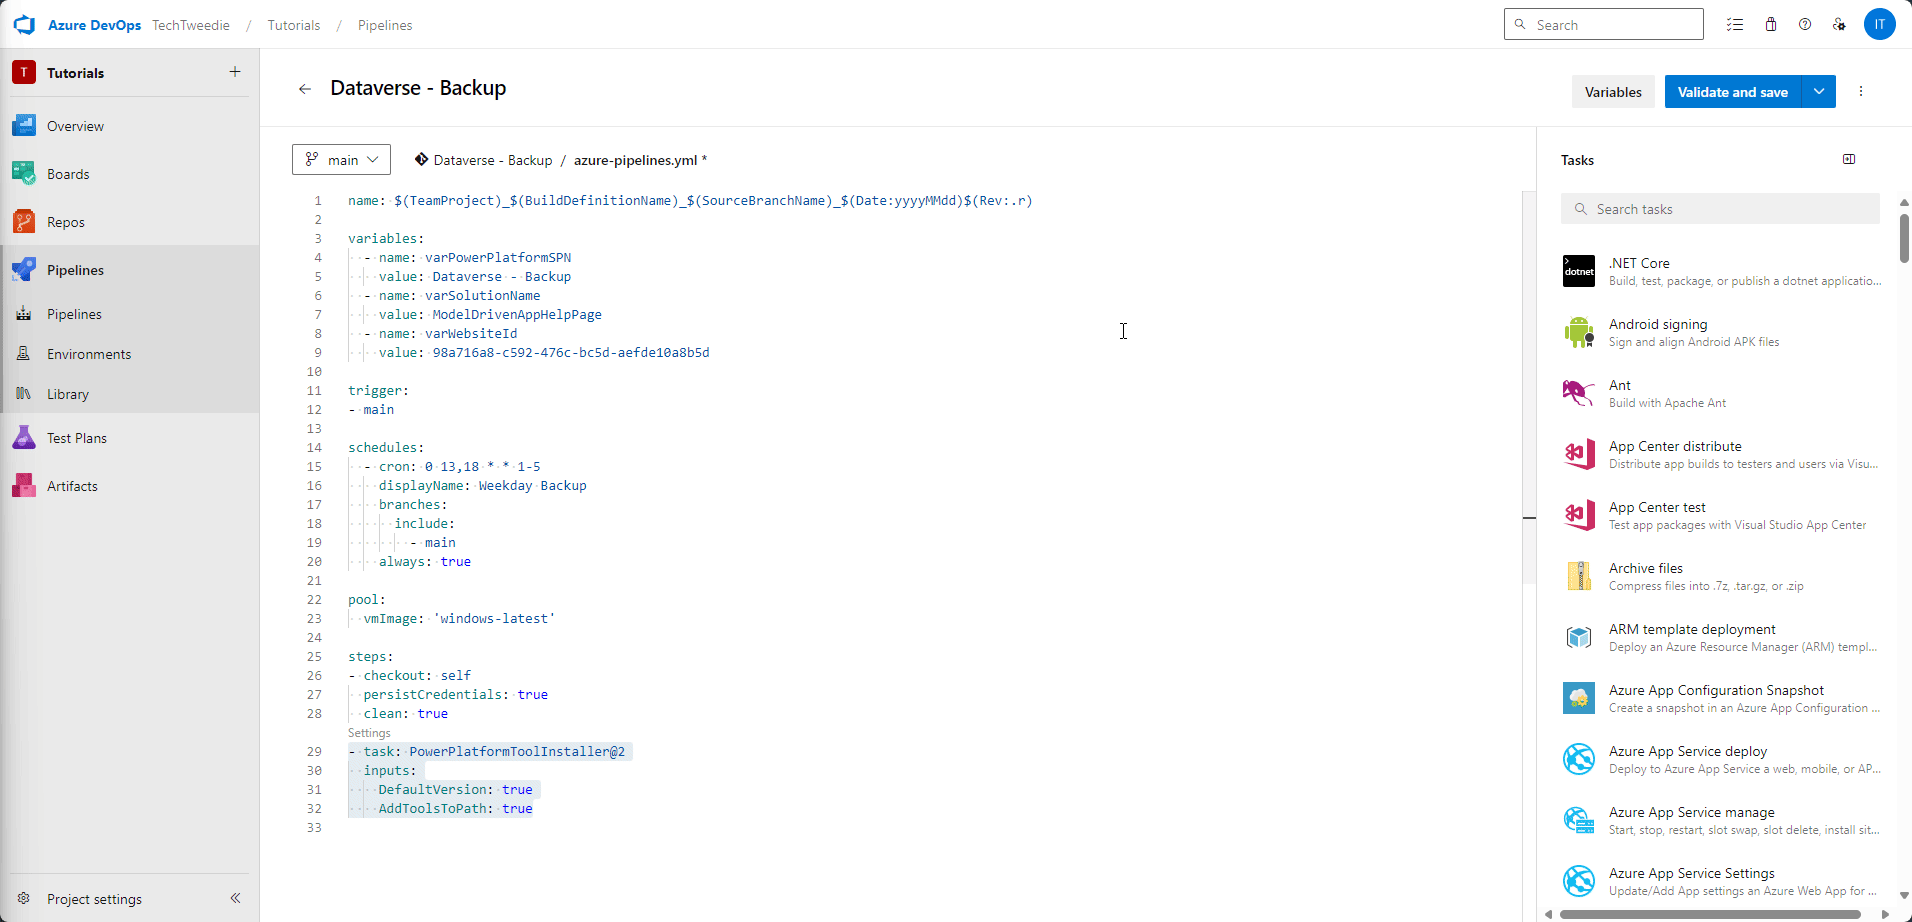 Azure DevOps TechTweedie / Tutorials / Pipelines
Search
IT
T Tutorials +
Overview
Boards
Repos
Pipelines
Pipelines
Environments
Library
Test Plans
Artifacts
Project settings
Dataverse - Backup
Variables
Validate and save
main
Dataverse - Backup / azure-pipelines.yml *
1 name: $(TeamProject)_$(BuildDefinitionName)_$(SourceBranchName)_$(Date:yyyyMMdd)$(Rev:.r)
2
3 variables:
4 - name: varPowerPlatformSPN
5 value: Dataverse - Backup
6 - name: varSolutionName
7 value: ModelDrivenAppHelpPage
8 - name: varWebsiteId
9 value: 98a716a8-c592-476c-bc5d-aefde10a8b5d
10
11 trigger:
12 - main
13
14 schedules:
15 - cron: 0 13,18 * * 1-5
16 displayName: Weekday Backup
17 branches:
18 include:
19 - main
20 always: true
21
22 pool:
23 vmImage: 'windows-latest'
24
25 steps:
26 - checkout: self
27 persistCredentials: true
28 clean: true
Settings
29 - task: PowerPlatformToolInstaller@2
30 inputs:
31 DefaultVersion: true
32 AddToolsToPath: true
33
Tasks
Search tasks
dotnet
.NET Core
Build, test, package, or publish a dotnet applicatio...
Android signing
Sign and align Android APK files
Ant
Build with Apache Ant
App Center distribute
Distribute app builds to testers and users via Visu...
App Center test
Test app packages with Visual Studio App Center
Archive files
Compress files into .7z, .tar.gz, or .zip
ARM template deployment
Deploy an Azure Resource Manager (ARM) templ...
Azure App Configuration Snapshot
Create a snapshot in an Azure App Configuration ...
Azure App Service deploy
Deploy to Azure App Service a web, mobile, or AP...
Azure App Service manage
Start, stop, restart, slot swap, slot delete, install sit...
Azure App Service Settings
Update/Add App settings an Azure Web App for ...